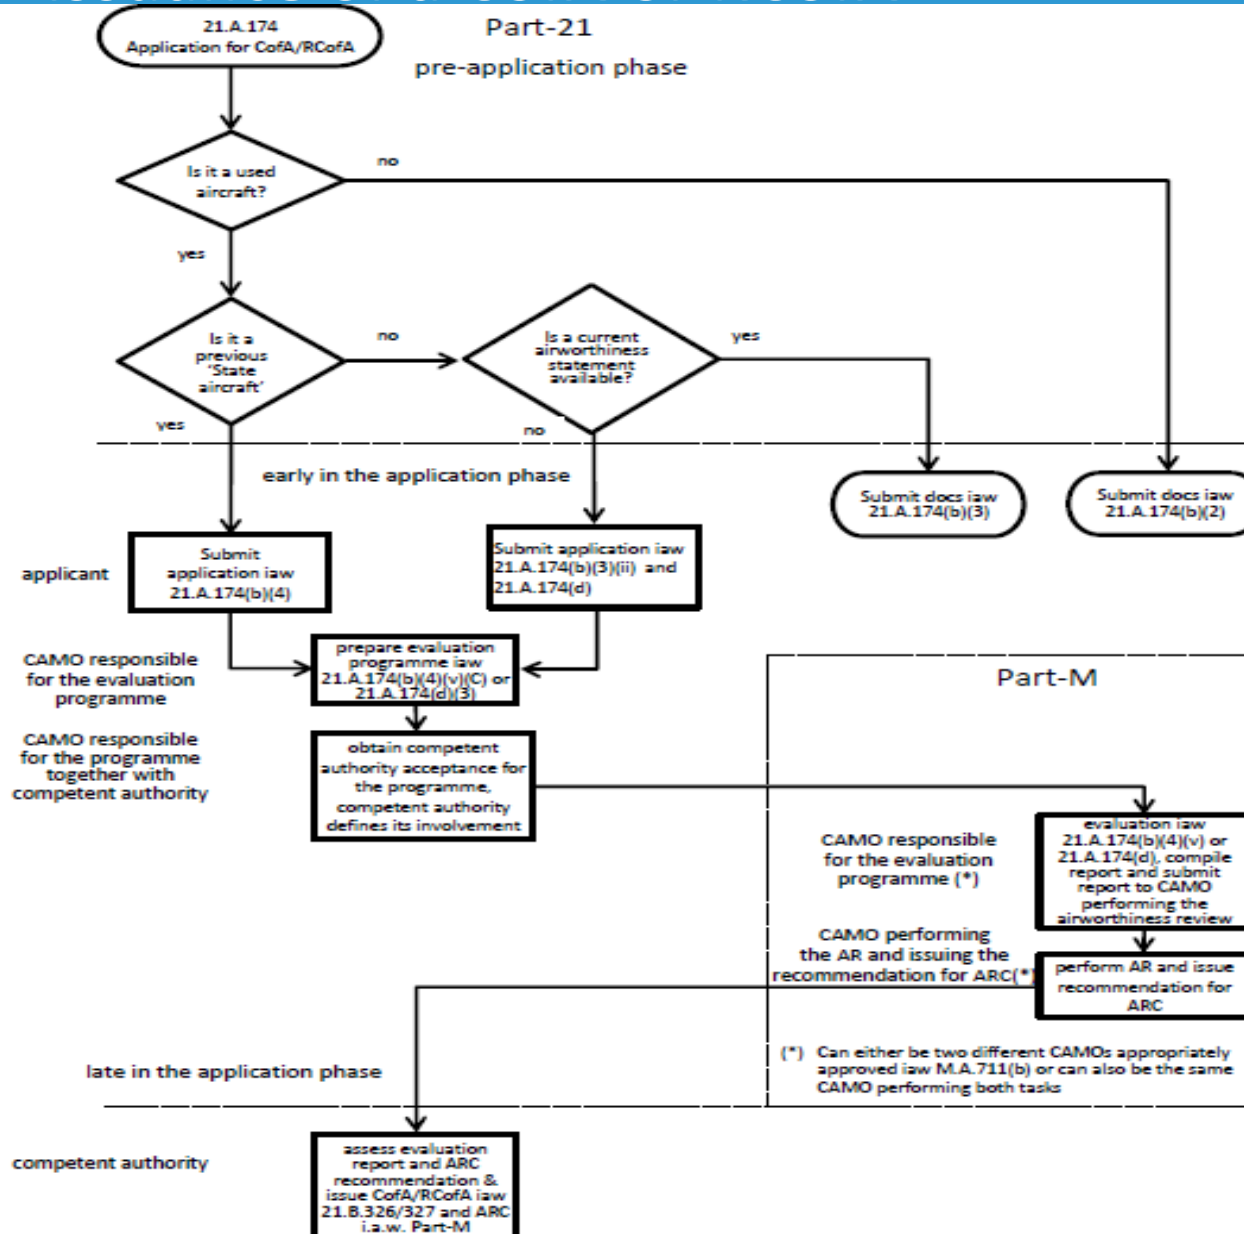 21.A.174
Application for CofA/RCofA
Part-21
pre-application phase
Is it a used
aircraft?
no
yes
Is it a
previous
'State
aircraft'
no
Is a current
airworthiness
statement
available?
yes
yes
no
early in the application phase
Submit docs iaw
21.A.174(b)(3)
Submit docs iaw
21.A.174(b)(2)
applicant
Submit
application iaw
21.A.174(b)(4)
Submit application iaw
21.A.174(b)(3)(ii) and
21.A.174(d)
CAMO responsible
for the evaluation
programme
prepare evaluation
programme iaw
21.A.174(b)(4)(v)(C) or
21.A.174(d)(3)
Part-M
CAMO responsible
for the programme
together with
competent authority
obtain competent
authority acceptance for
the programme,
competent authority
defines its involvement
CAMO responsible
for the evaluation
programme (*)
evaluation iaw
21.A.174(b)(4)(v) or
21.A.174(d), compile
report and submit
report to CAMO
performing the
airworthiness review
CAMO performing
the AR and issuing the
recommendation for ARC(*)
perform AR and issue
recommendation for
ARC
(*) Can either be two different CAMOs appropriately
approved iaw M.A.711(b) or can also be the same
CAMO performing both tasks
late in the application phase
competent authority
assess evaluation
report and ARC
recommendation &
issue CofA/RCofA iaw
21.B.326/327 and ARC
i.a.w. Part-M